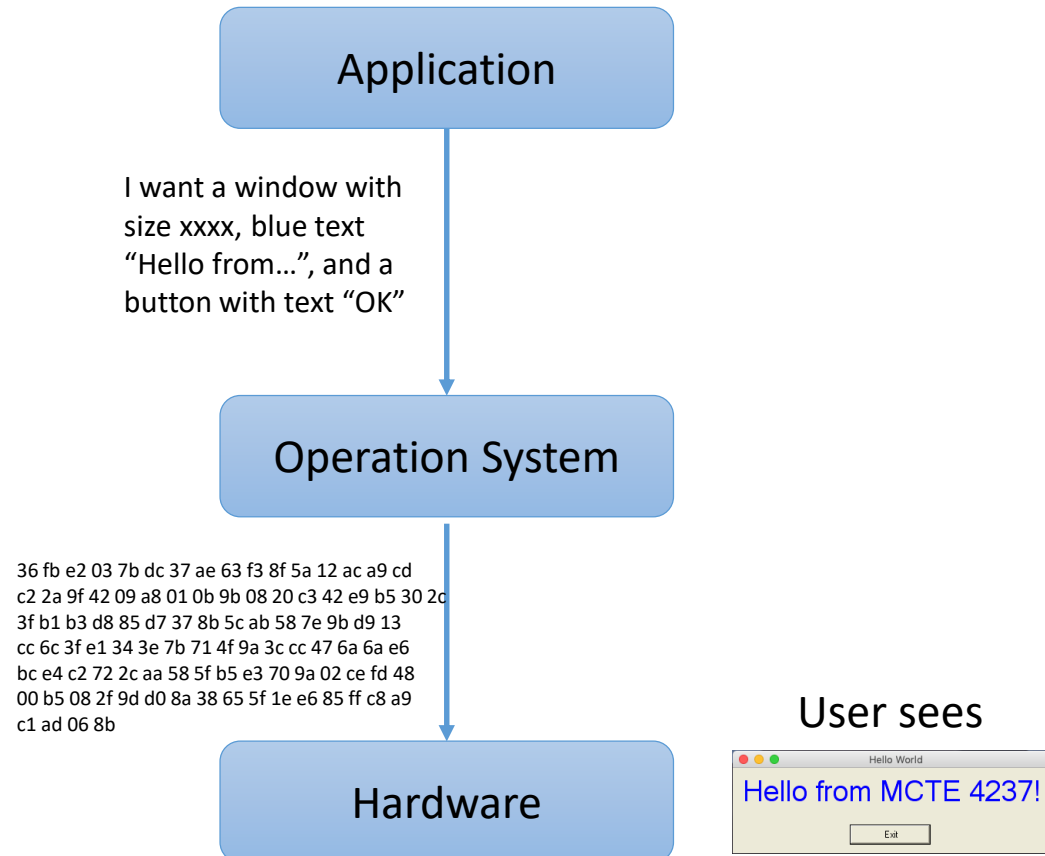 Application
I want a window with
size xxxx, blue text
“Hello from…”, and a
button with text “OK”
Operation System
36 fb e2 03 7b dc 37 ae 63 f3 8f 5a 12 ac a9 cd
c2 2a 9f 42 09 a8 01 0b 9b 08 20 c3 42 e9 b5 30 2c
3f b1 b3 d8 85 d7 37 8b 5c ab 58 7e 9b d9 13
cc 6c 3f e1 34 3e 7b 71 4f 9a 3c cc 47 6a 6a e6
bc e4 c2 72 2c aa 58 5f b5 e3 70 9a 02 ce fd 48
00 b5 08 2f 9d d0 8a 38 65 5f 1e e6 85 ff c8 a9
c1 ad 06 8b
Hardware
User sees
Hello World
Hello from MCTE 4237!
Exit